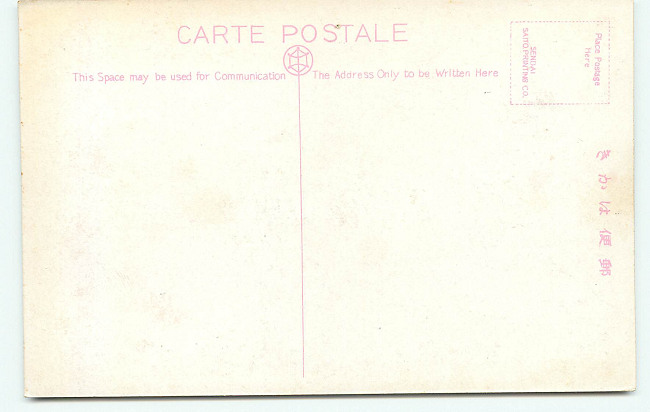 CARTE POSTALE
This Space may be used for Communication
The Address Only to be Written Here
Place Postage
Here
SENDAI
SAITO PRINTING CO.
郵便はかき